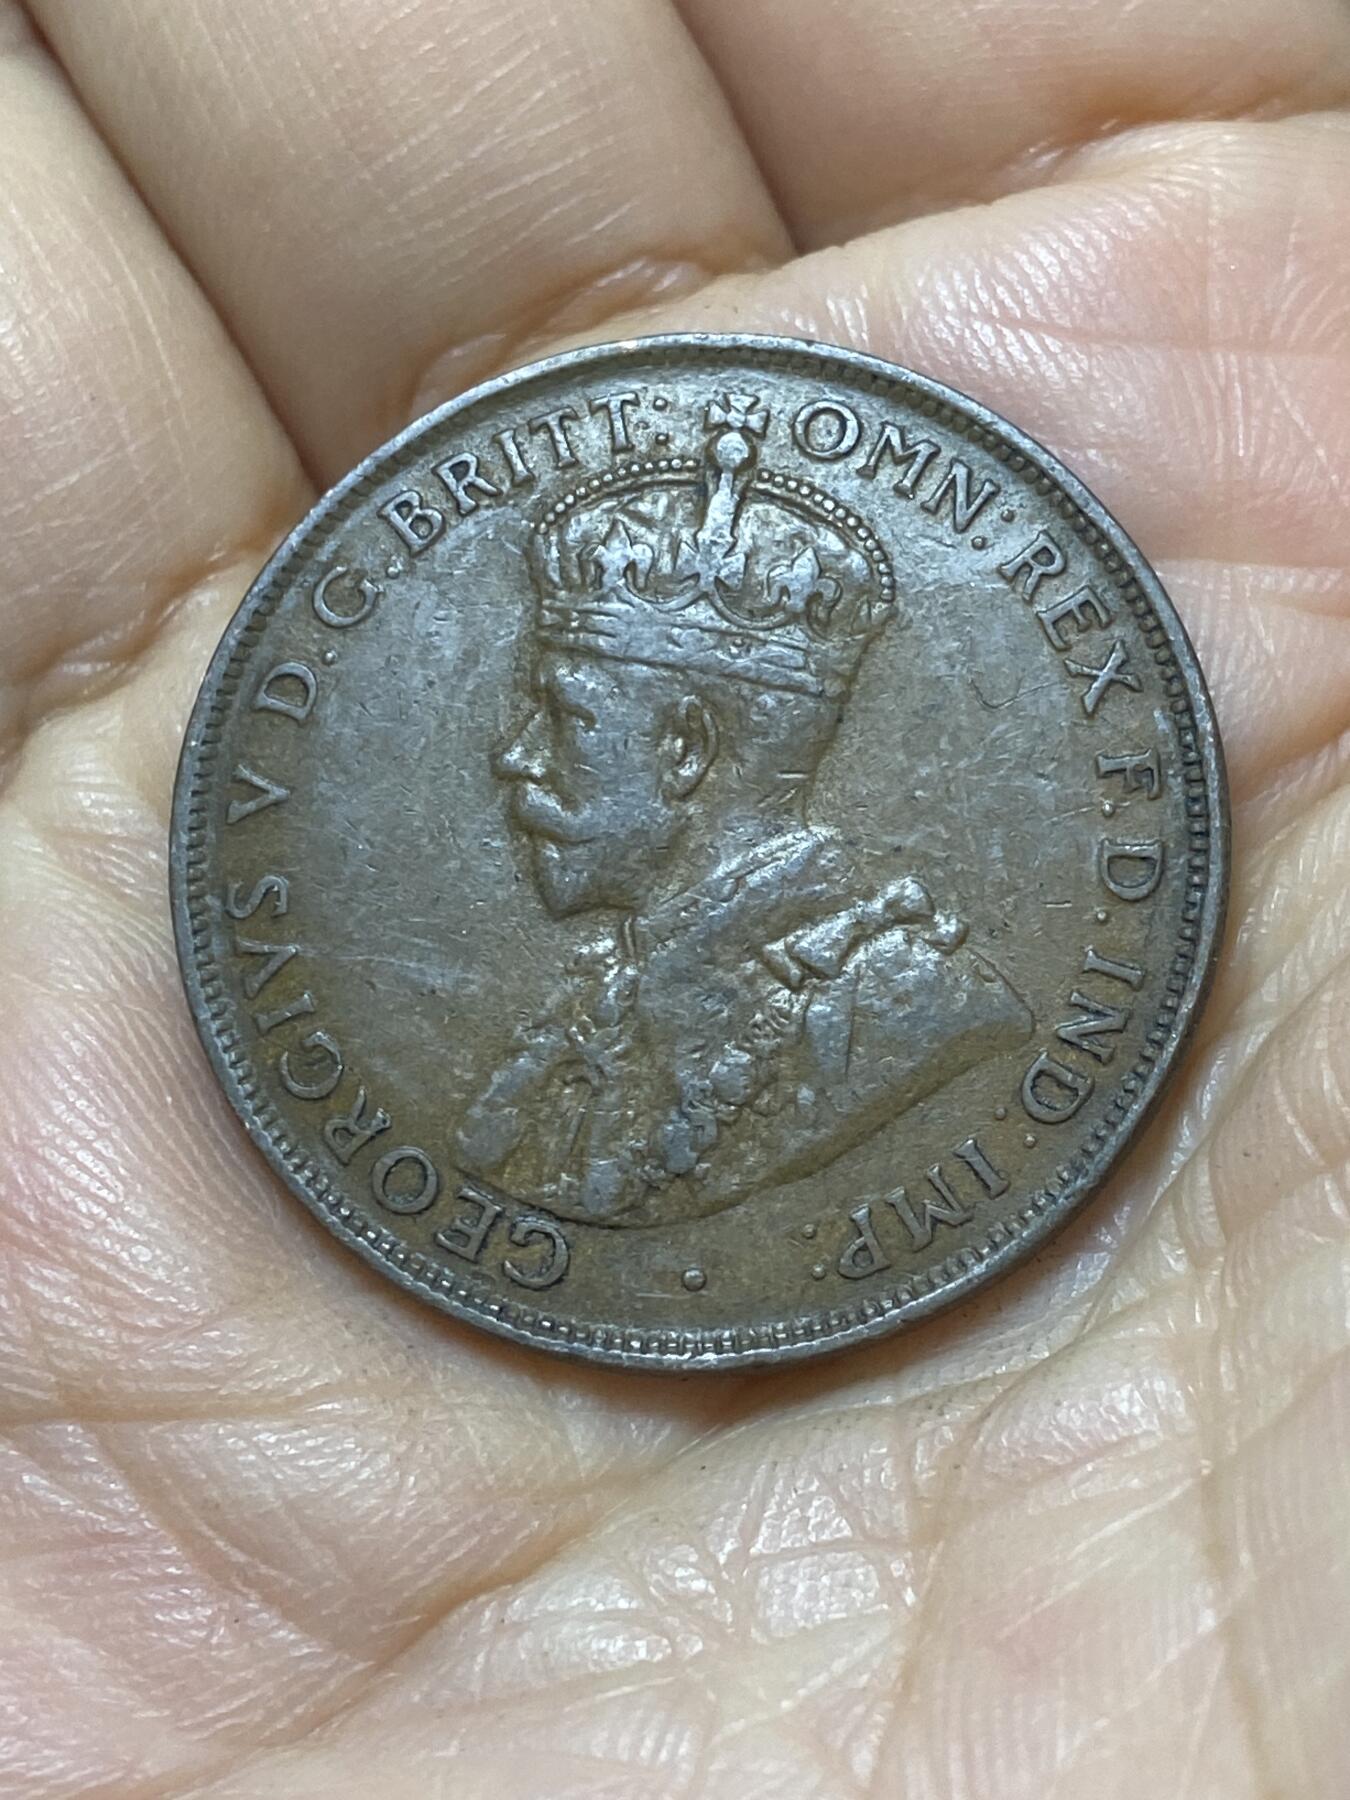 GEORGIVS V D.G.BRITT: OMN: REX F.D.IND: IMP: